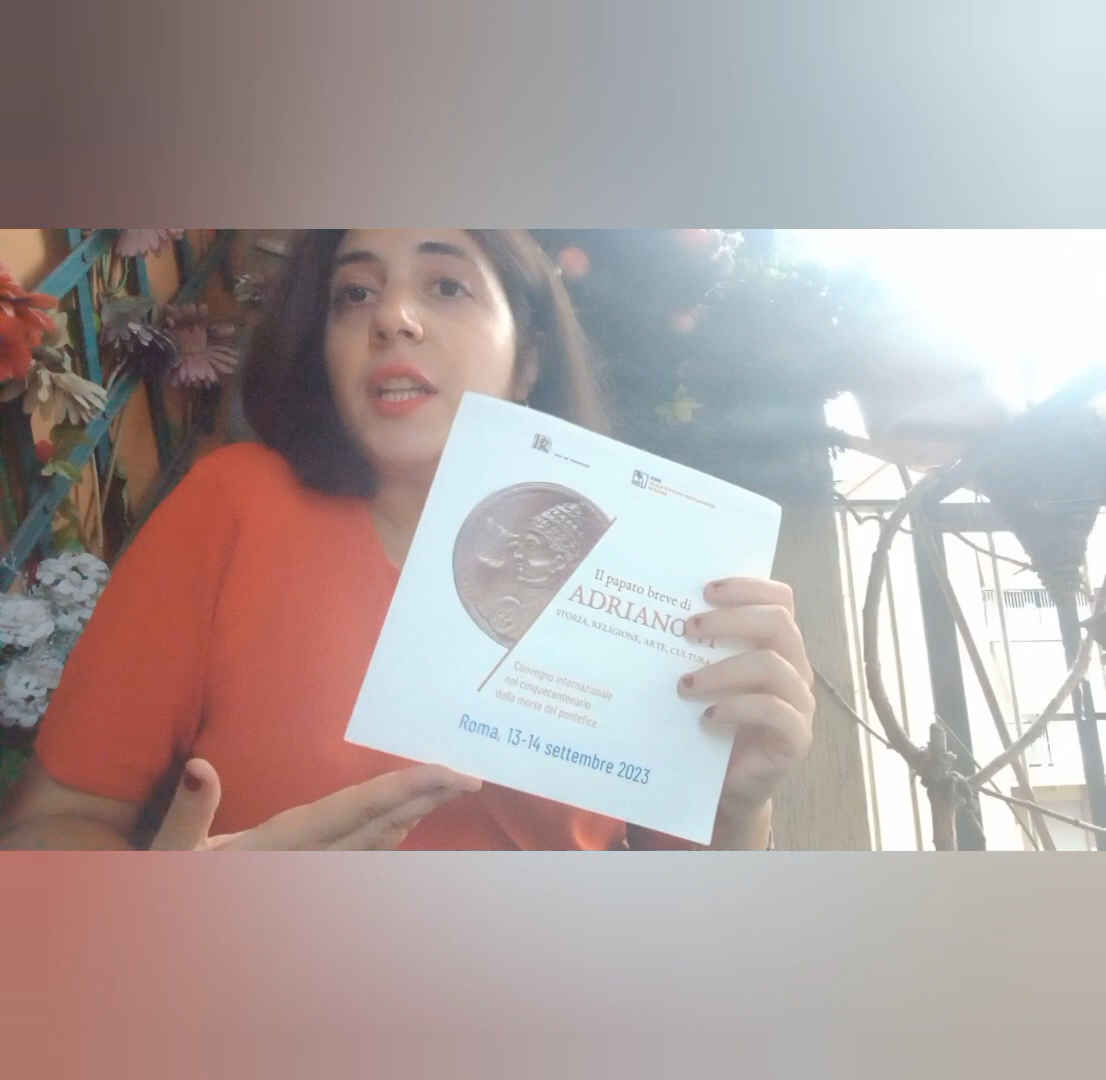 Il papato breve di
ADRIANO
STORIA, RELIGIONE, ARTE, CULTURA
Convegno internazionale
nel cinquecentenario
della morte del pontefice
Roma, 13-14 settembre 2023